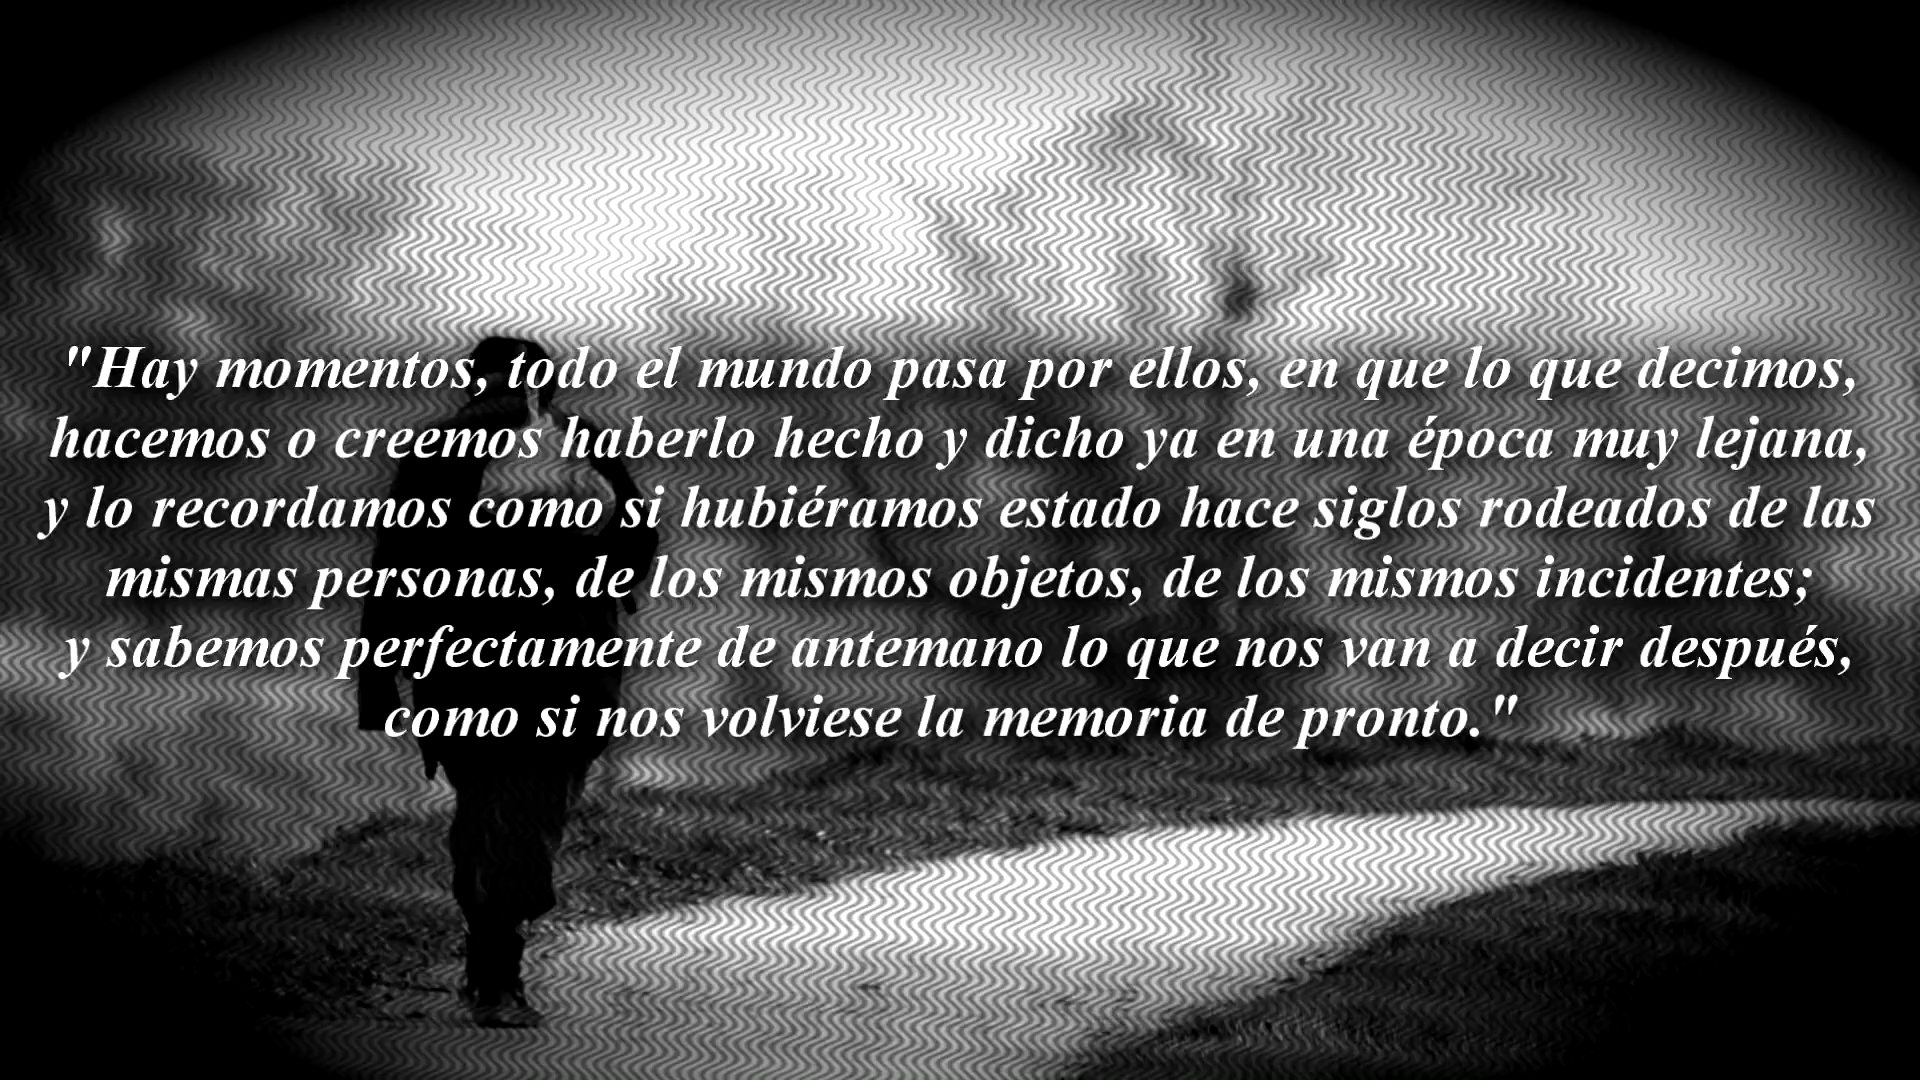 "Hay momentos, todo el mundo pasa por ellos, en que lo que decimos,
hacemos o creemos haberlo hecho y dicho ya en una época muy lejana,
y lo recordamos como si hubiéramos estado hace siglos rodeados de las
mismas personas, de los mismos objetos, de los mismos incidentes;
y sabemos perfectamente de antemano lo que nos van a decir después,
como si nos volviese la memoria de pronto."